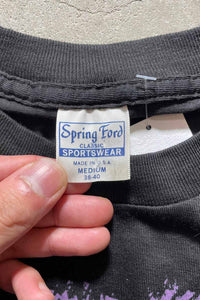 Spring Ford
CLASSIC
SPORTSWEAR
MADE IN U.S.A.
MEDIUM
38-40